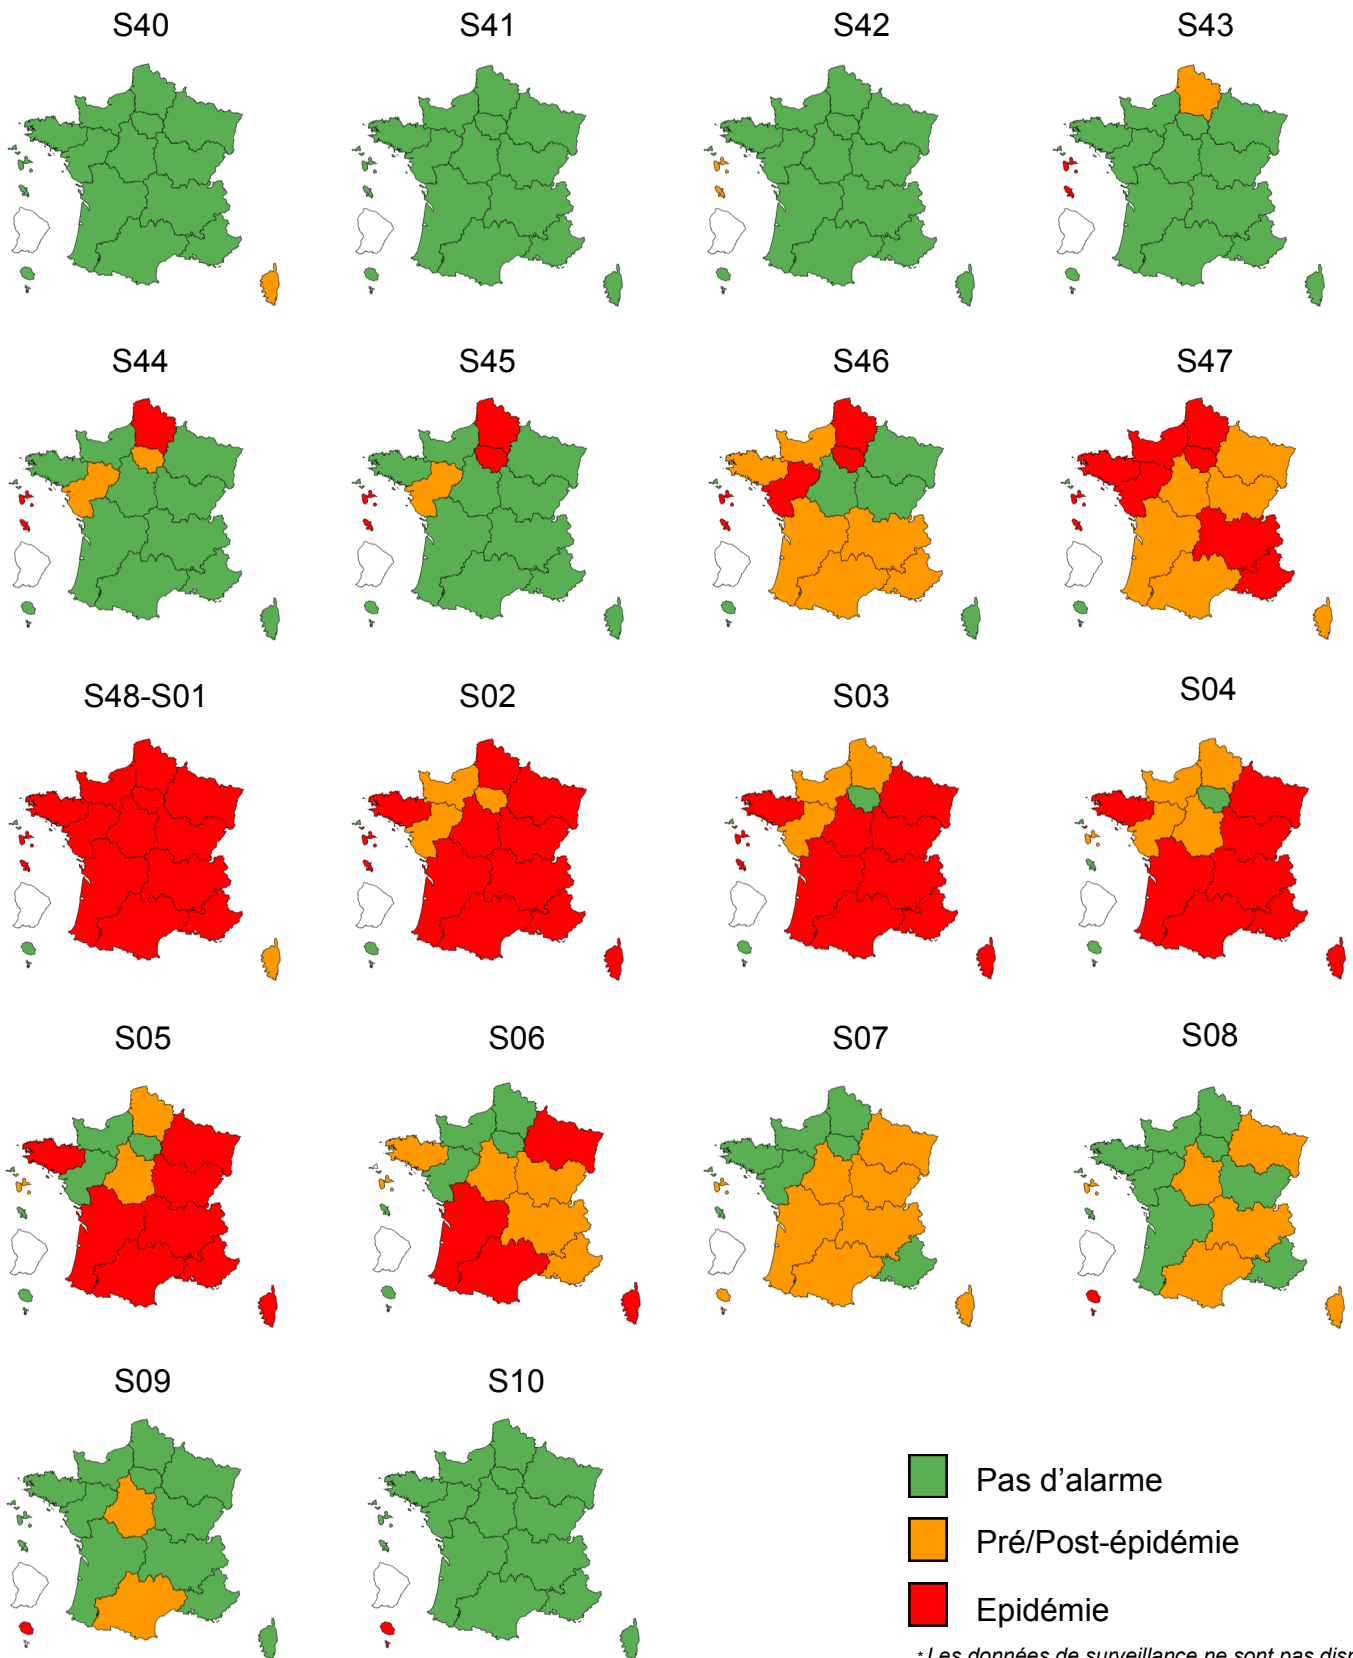 S40
S41
S42
S43
S44
S45
S46
S47
S48-S01
S02
S03
S04
S05
S06
S07
S08
S09
S10
Pas d'alarme
Pré/Post-épidémie
Epidémie
* Les données de surveillance ne sont pas